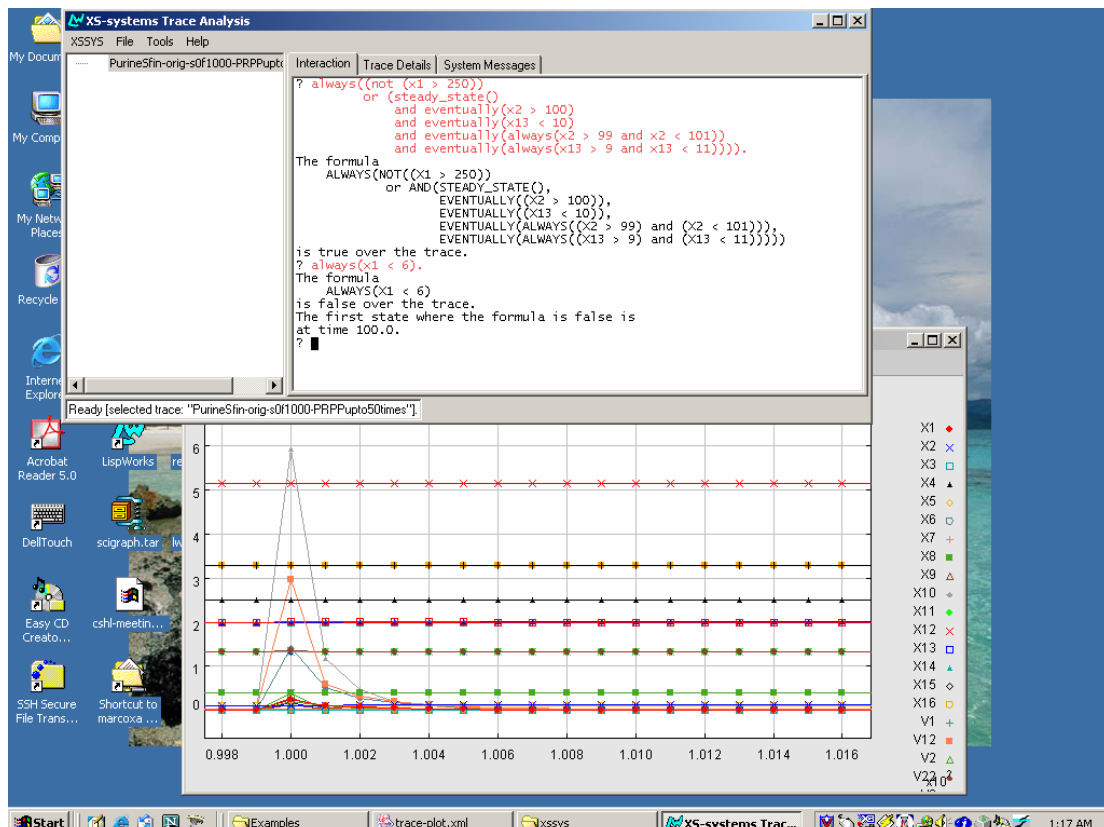 XS-systems Trace Analysis
XSSYS File Tools Help
PurineSfin-orig-s0f1000-PRPPupto
Interaction Trace Details System Messages
? always((not (x1 > 250))
or (steady_state()
and eventually(x2 > 100)
and eventually(x13 < 10)
and eventually(always(x2 > 99 and x2 < 101))
and eventually(always(x13 > 9 and x13 < 11)))).
The formula
ALWAYS(NOT((X1 > 250))
or AND(STEADY_STATE(),
EVENTUALLY((X2 > 100)),
EVENTUALLY((X13 < 10)),
EVENTUALLY(ALWAYS((X2 > 99) and (X2 < 101))),
EVENTUALLY(ALWAYS((X13 > 9) and (X13 < 11)))))
is true over the trace.
? always(x1 < 6).
The formula
ALWAYS(X1 < 6)
is false over the trace.
The first state where the formula is false is
at time 100.0.
?
Ready [selected trace: "PurineSfin-orig-s0f1000-PRPPupto50times"].
My Docum
My Comp
My Netw
Places
Recycle
Interne
Explore
Acrobat
Reader 5.0
LispWorks
re
DellTouch
scigraph.tar
lw
Easy CD
Creato...
cshl-meetin...
SSH Secure
File Trans...
Shortcut to
marcoxa ...
6
5
4
3
2
1
0
0.998 1.000 1.002 1.004 1.006 1.008 1.010 1.012 1.014 1.016
X1
X2
X3
X4
X5
X6
X7
X8
X9
X10
X11
X12
X13
X14
X15
X16
V1
V12
V2
V22
x10³
Start
Examples
trace-plot.xml
xssys
XS-systems Trac...
1:17 AM